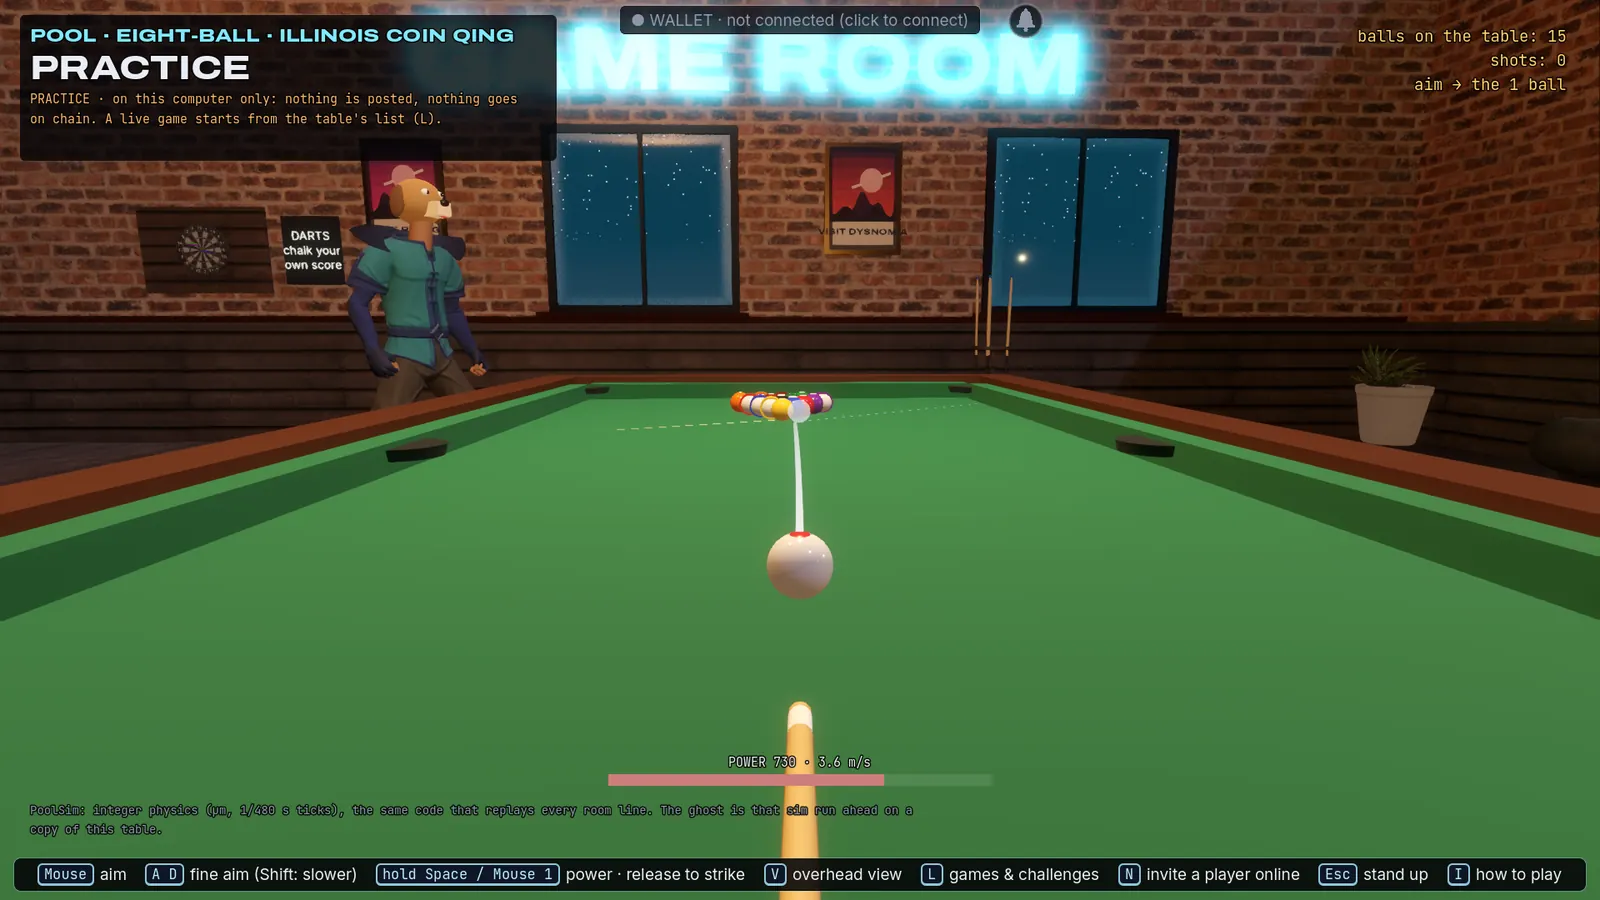 WALLET · not connected (click to connect)
POOL · EIGHT-BALL · ILLINOIS COIN QING
PRACTICE
PRACTICE · on this computer only: nothing is posted, nothing goes
on chain. A live game starts from the table's list (L).
AME ROOM
balls on the table: 15
shots: 0
aim → the 1 ball
DARTS
chalk your
own score
VISIT DYSNOMIA
POWER 730 · 3.6 m/s
PoolSim: integer physics (µm, 1/480 s ticks), the same code that replays every room line. The ghost is that sim run ahead on a
copy of this table.
Mouse aim A D fine aim (Shift: slower) hold Space / Mouse 1 power · release to strike V overhead view L games & challenges N invite a player online Esc stand up I how to play